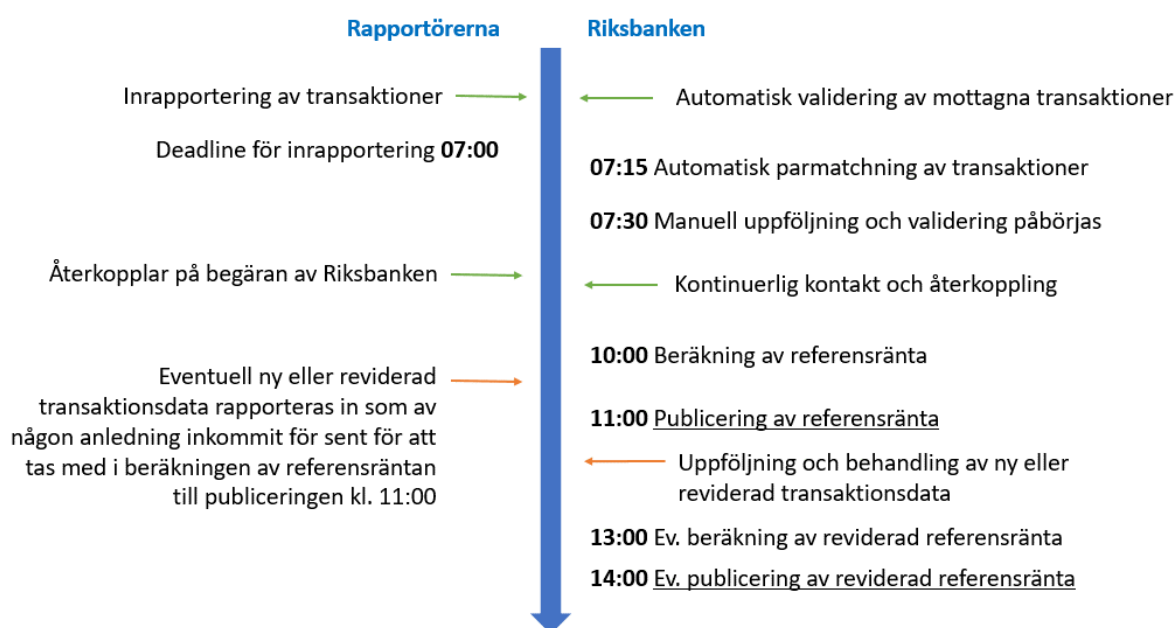 Rapportörerna
Riksbanken
Inrapportering av transaktioner
Automatisk validering av mottagna transaktioner
Deadline för inrapportering 07:00
07:15 Automatisk parmatchning av transaktioner
07:30 Manuell uppföljning och validering påbörjas
Återkopplar på begäran av Riksbanken
Kontinuerlig kontakt och återkoppling
10:00 Beräkning av referensränta
Eventuell ny eller reviderad
transaktionsdata rapporteras in som av
någon anledning inkommit för sent för att
tas med i beräkningen av referensräntan
till publiceringen kl. 11:00
11:00 Publicering av referensränta
Uppföljning och behandling av ny eller
reviderad transaktionsdata
13:00 Ev. beräkning av reviderad referensränta
14:00 Ev. publicering av reviderad referensränta